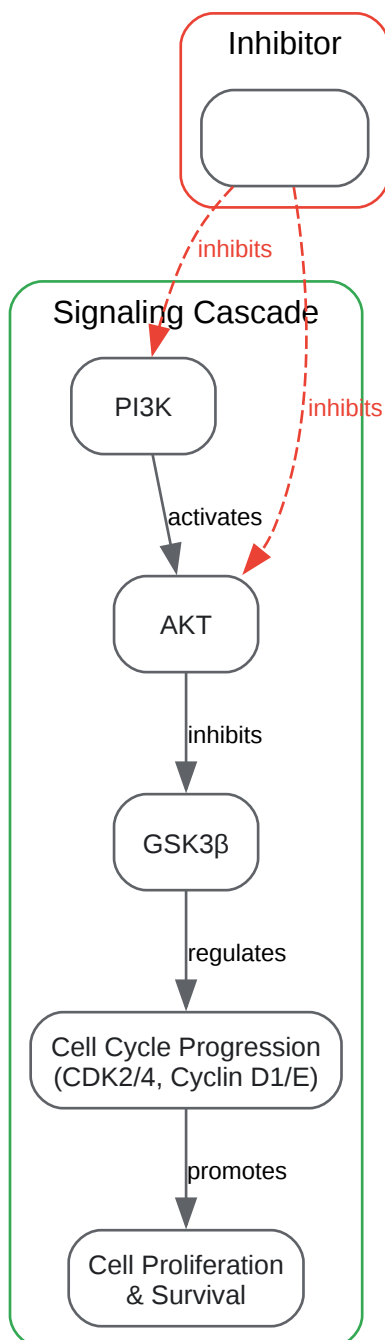 Inhibitor
inhibits
Signaling Cascade
PI3K
inhibits
activates
AKT
inhibits
GSK3β
regulates
Cell Cycle Progression
(CDK2/4, Cyclin D1/E)
promotes
Cell Proliferation
& Survival